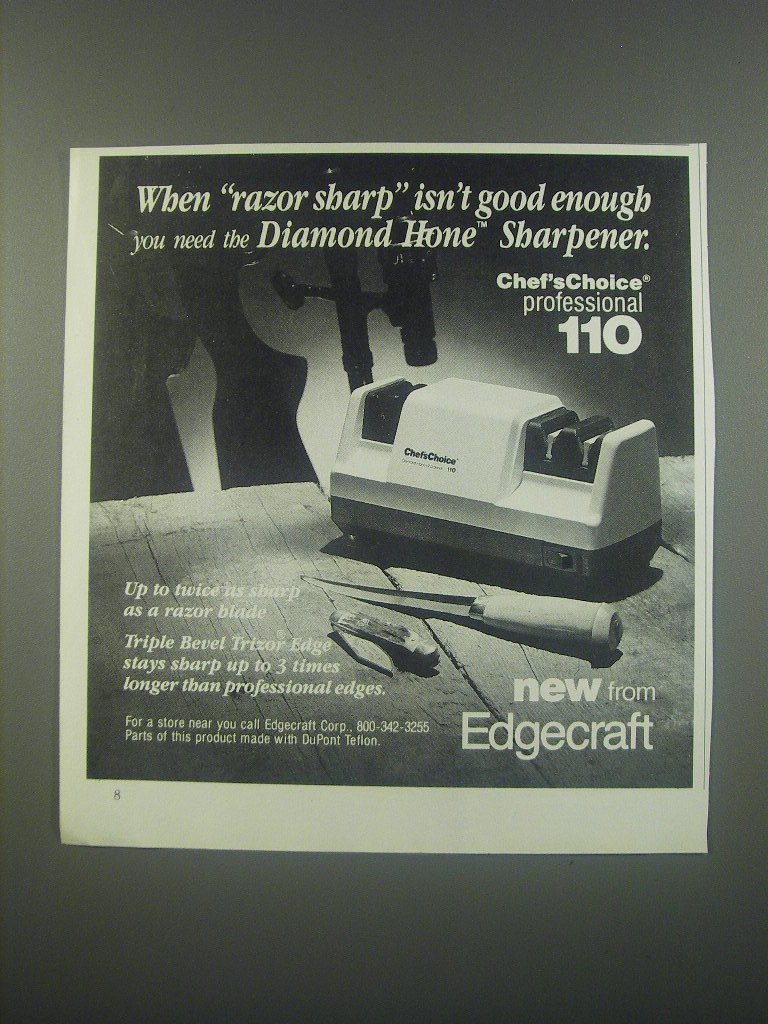 When “razor sharp” isn't good enough
you need the Diamond Hone™ Sharpener.
Chef'sChoice®
professional
110
Chef'sChoice®
110
Up to twice as sharp
as a razor blade
Triple Bevel Trizor® Edge
stays sharp up to 3 times
longer than professional edges.
For a store near you call Edgecraft Corp., 800-342-3255
Parts of this product made with DuPont Teflon.
new from
Edgecraft
8